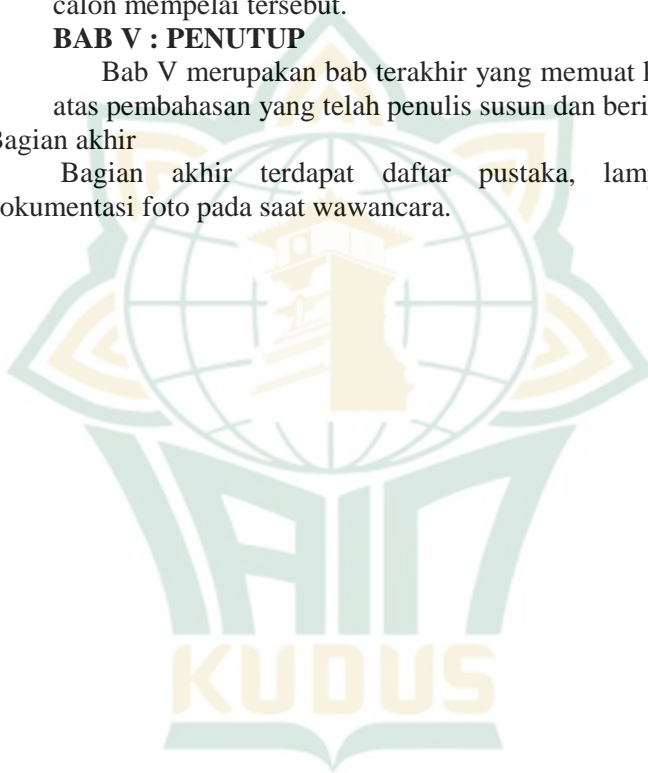 calon mempelai tersebut.
BAB V : PENUTUP
Bab V merupakan bab terakhir yang memuat
atas pembahasan yang telah penulis susun dan
Bagian akhir
Bagian akhir terdapat daftar pustaka,
dokumentasi foto pada saat wawancara.
IAIN
KUDUS